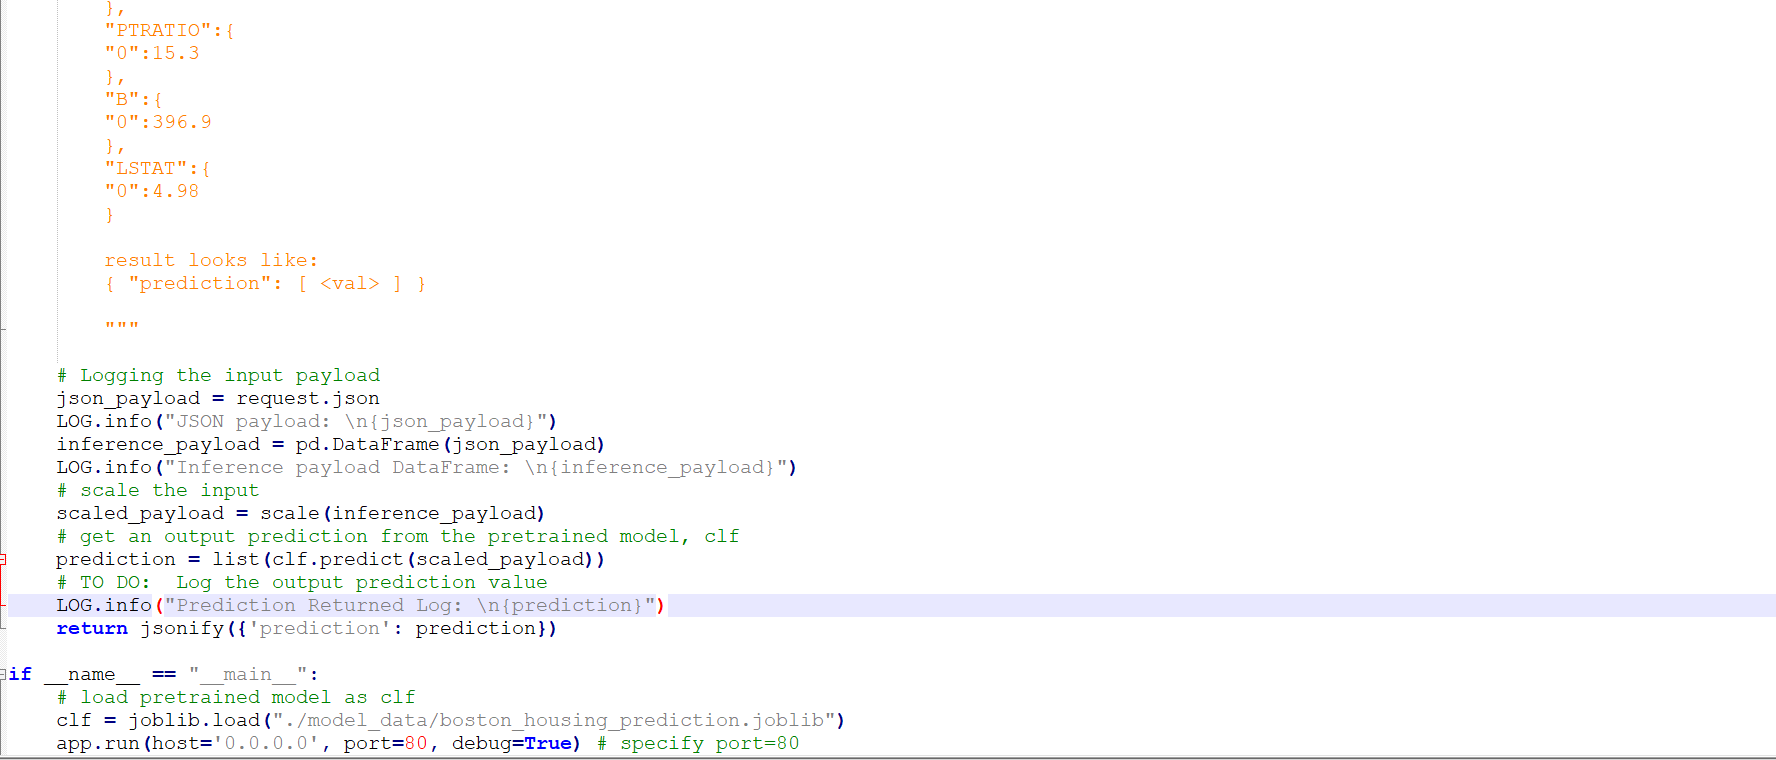 },
"PTRATIO":{
"0":15.3
},
"B":{
"0":396.9
},
"LSTAT":{
"0":4.98
}
result looks like:
{ "prediction": [ <val> ] }
"""
# Logging the input payload
json_payload = request.json
LOG.info("JSON payload: \n{json_payload}")
inference_payload = pd.DataFrame(json_payload)
LOG.info("Inference payload DataFrame: \n{inference_payload}")
# scale the input
scaled_payload = scale(inference_payload)
# get an output prediction from the pretrained model, clf
prediction = list(clf.predict(scaled_payload))
# TO DO:  Log the output prediction value
LOG.info("Prediction Returned Log: \n{prediction}")
return jsonify({'prediction': prediction})
if __name__ == "__main__":
# load pretrained model as clf
clf = joblib.load("./model_data/boston_housing_prediction.joblib")
app.run(host='0.0.0.0', port=80, debug=True) # specify port=80